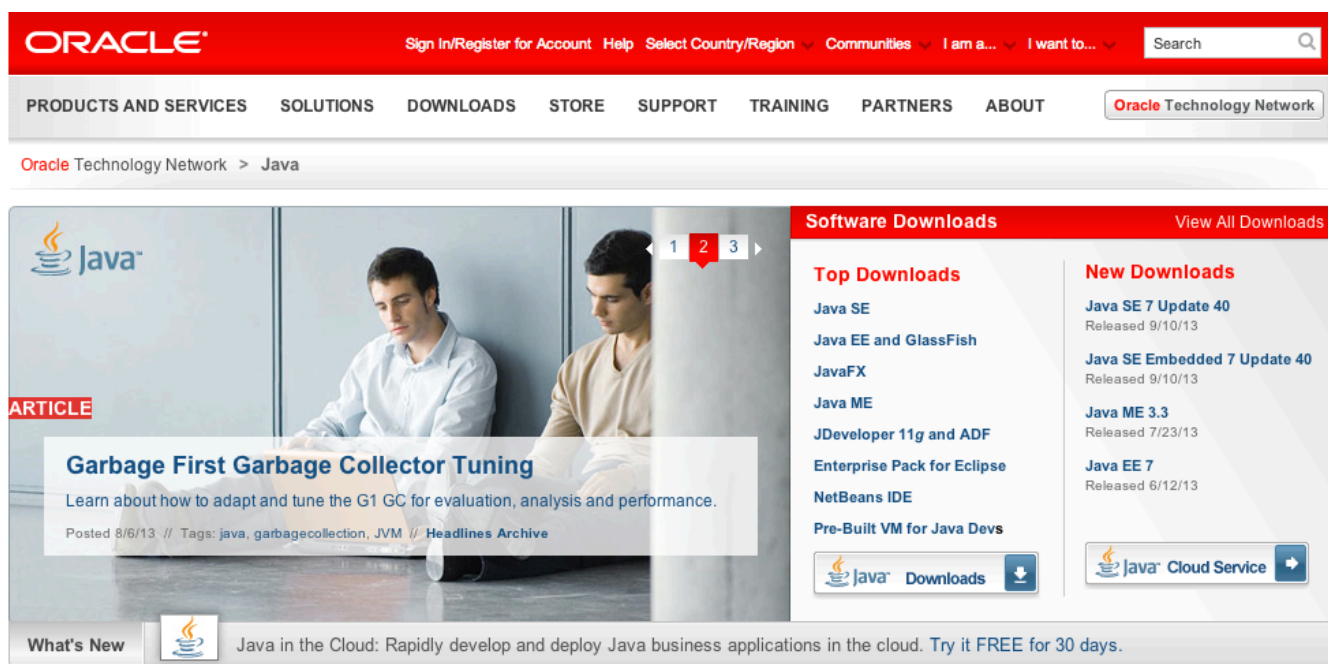 ORACLE
Sign In/Register for Account Help Select Country/Region Communities I am a... I want to... Search
PRODUCTS AND SERVICES SOLUTIONS DOWNLOADS STORE SUPPORT TRAINING PARTNERS ABOUT Oracle Technology Network
Oracle Technology Network > Java
Java™
1 2 3
ARTICLE
Garbage First Garbage Collector Tuning
Learn about how to adapt and tune the G1 GC for evaluation, analysis and performance.
Posted 8/6/13 // Tags: java, garbagecollection, JVM // Headlines Archive
Software Downloads View All Downloads
Top Downloads
Java SE
Java EE and GlassFish
JavaFX
Java ME
JDeveloper 11g and ADF
Enterprise Pack for Eclipse
NetBeans IDE
Pre-Built VM for Java Devs
Java Downloads
New Downloads
Java SE 7 Update 40
Released 9/10/13
Java SE Embedded 7 Update 40
Released 9/10/13
Java ME 3.3
Released 7/23/13
Java EE 7
Released 6/12/13
Java Cloud Service
What's New Java in the Cloud: Rapidly develop and deploy Java business applications in the cloud. Try it FREE for 30 days.